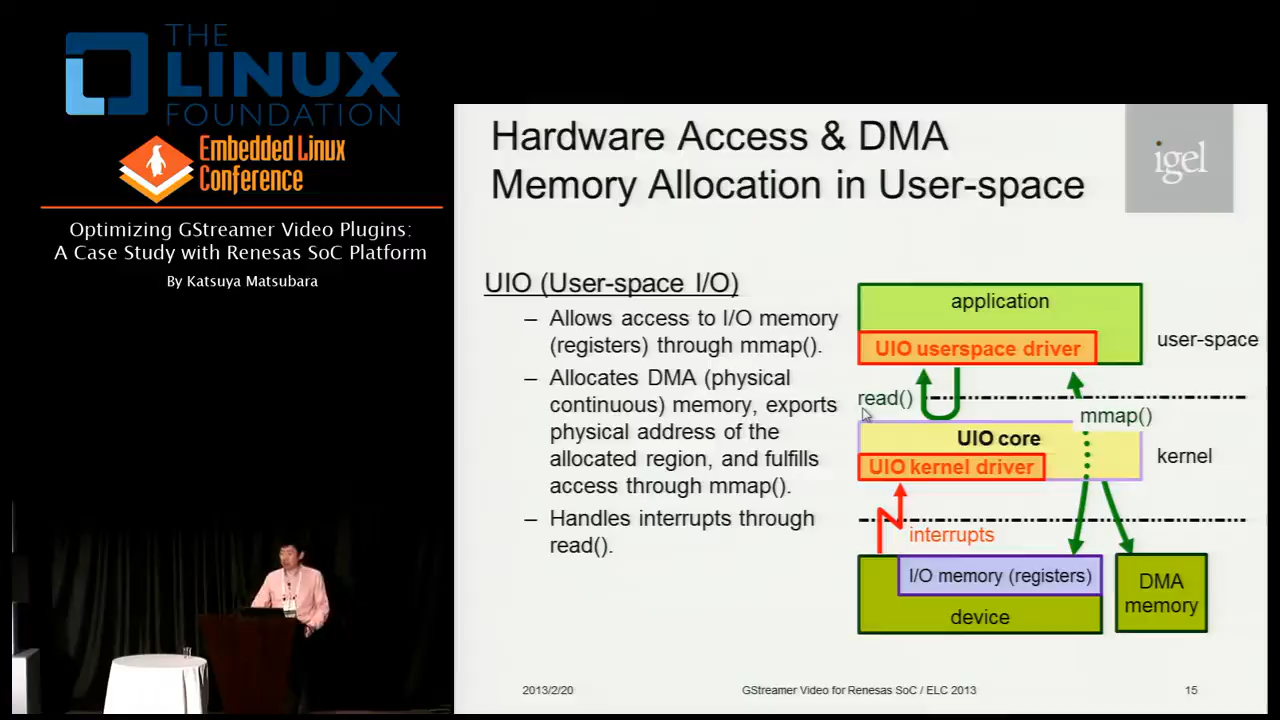 THE
LINUX
FOUNDATION
Embedded Linux
Conference
Optimizing GStreamer Video Plugins:
A Case Study with Renesas SoC Platform
By Katsuya Matsubara
Hardware Access & DMA
Memory Allocation in User-space
igel
UIO (User-space I/O)
– Allows access to I/O memory
(registers) through mmap().
– Allocates DMA (physical
continuous) memory, exports
physical address of the
allocated region, and fulfills
access through mmap().
– Handles interrupts through
read().
application
UIO userspace driver
user-space
read()
mmap()
UIO core
UIO kernel driver
kernel
interrupts
I/O memory (registers)
device
DMA
memory
2013/2/20
GStreamer Video for Renesas SoC / ELC 2013
15